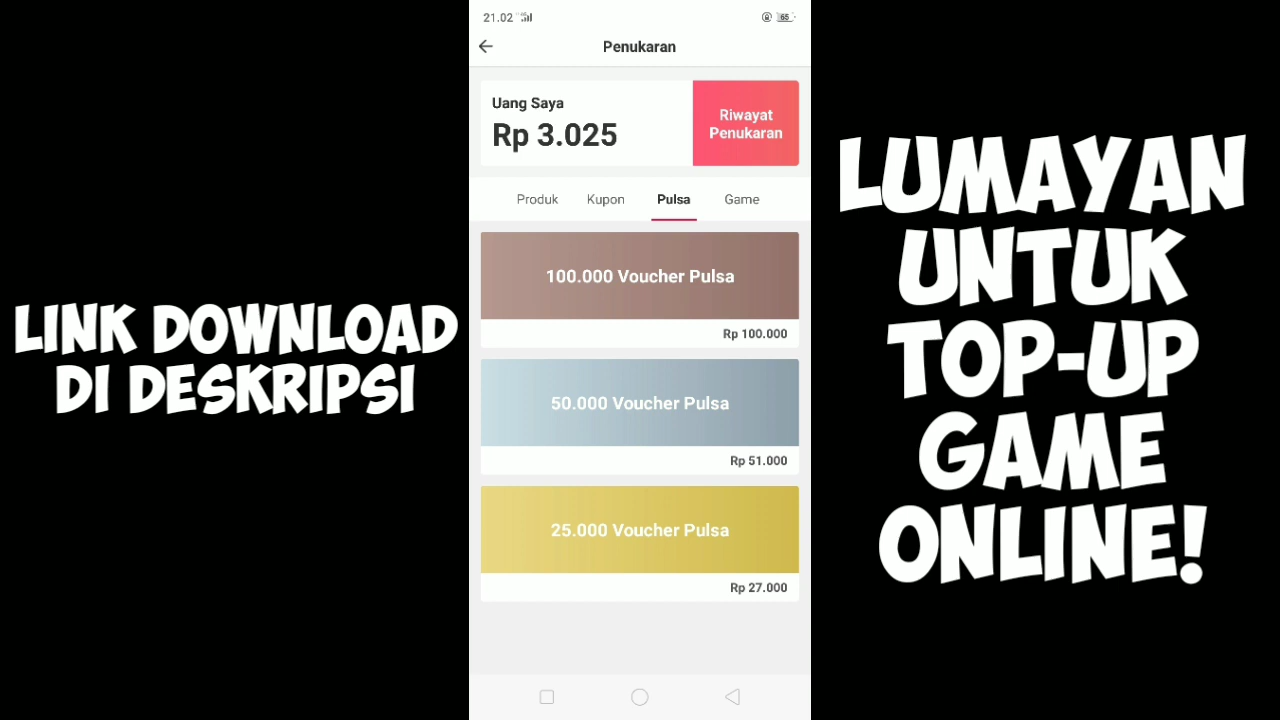 21.02
65
Penukaran
Uang Saya
Rp 3.025
Riwayat
Penukaran
Produk Kupon Pulsa Game
100.000 Voucher Pulsa
Rp 100.000
50.000 Voucher Pulsa
Rp 51.000
25.000 Voucher Pulsa
Rp 27.000
LINK DOWNLOAD
DI DESKRIPSI
LUMAYAN
UNTUK
TOP-UP
GAME
ONLINE!